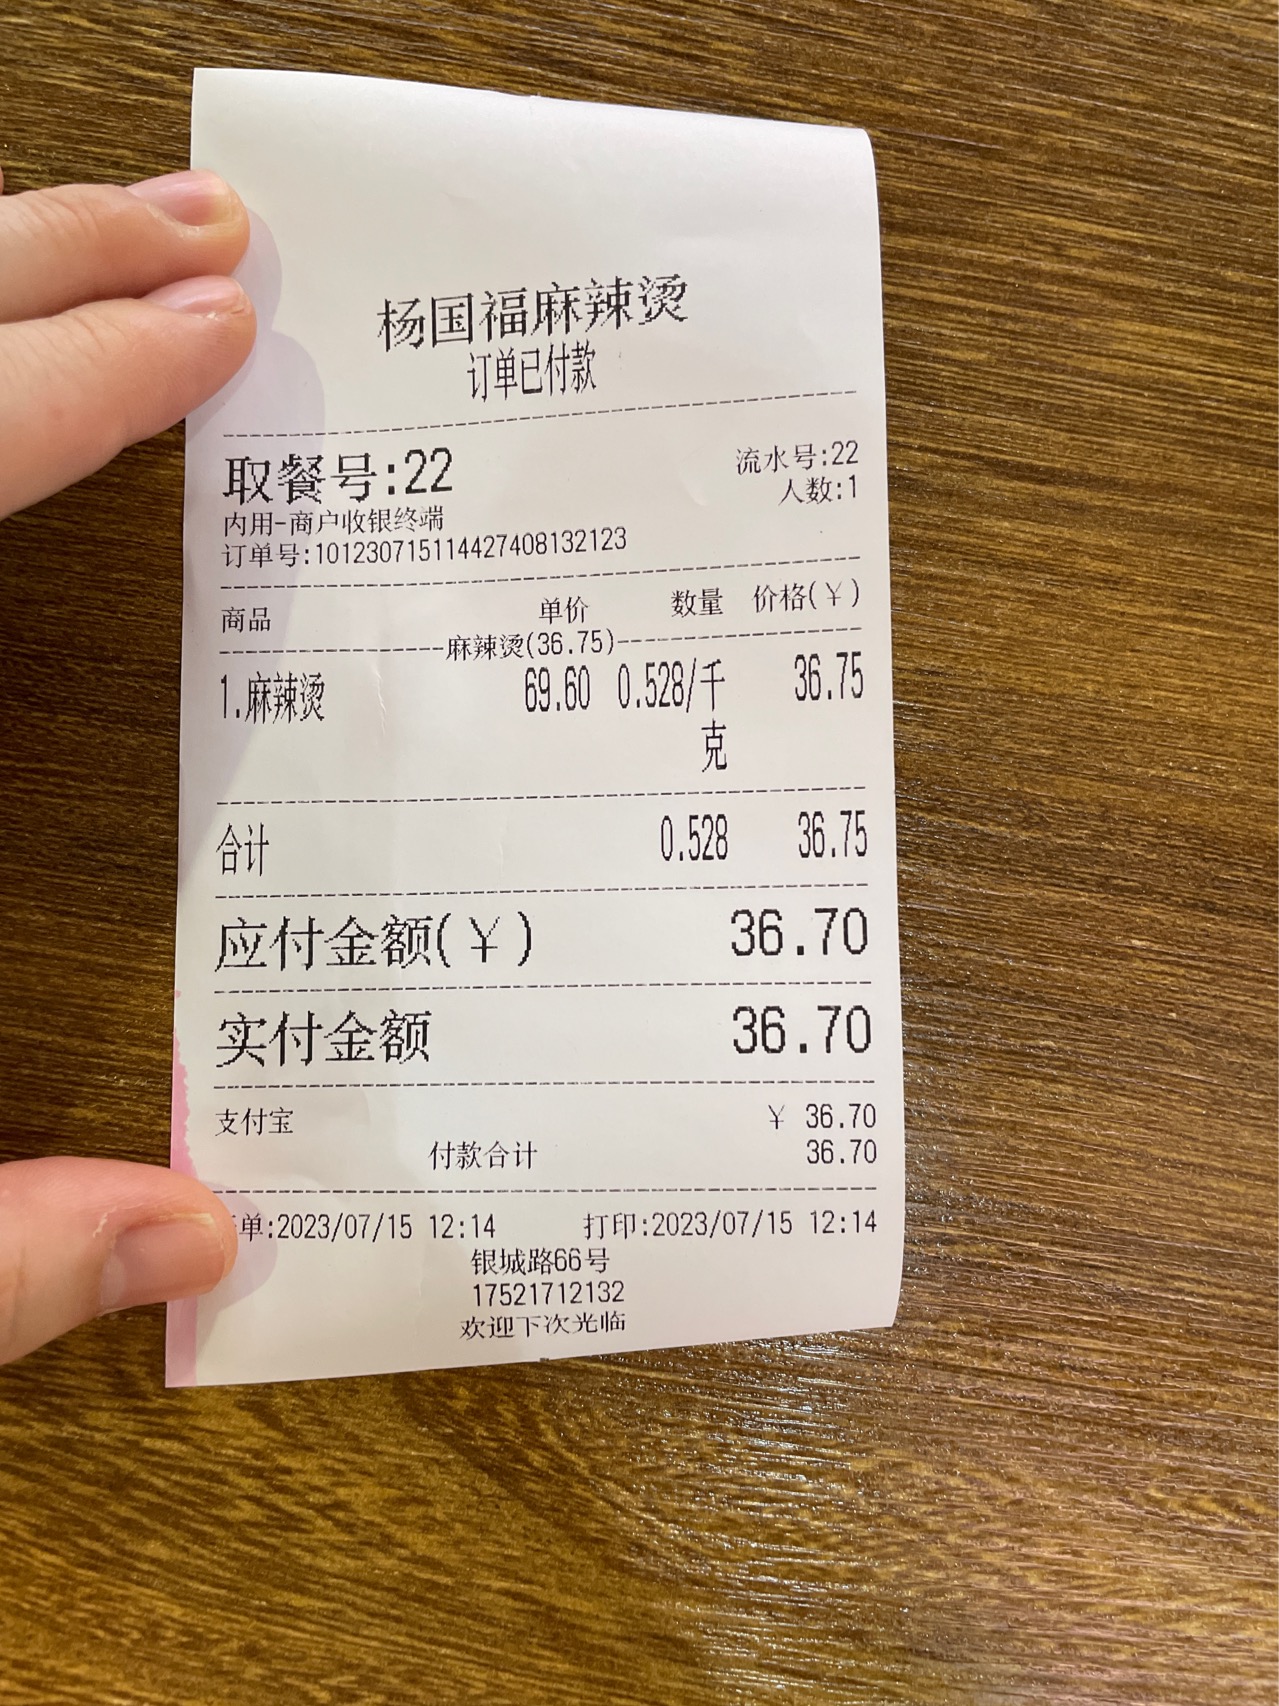 杨国福麻辣烫
订单已付款
取餐号:22
流水号:22
人数:1
内用-商户收银终端
订单号:101230715114427408132123
商品 单价 数量 价格(¥)
麻辣烫(36.75)
1.麻辣烫 69.60 0.528/千克 36.75
合计 0.528 36.75
应付金额(¥) 36.70
实付金额 36.70
支付宝 ¥ 36.70
付款合计 36.70
单:2023/07/15 12:14 打印:2023/07/15 12:14
银城路66号
17521712132
欢迎下次光临